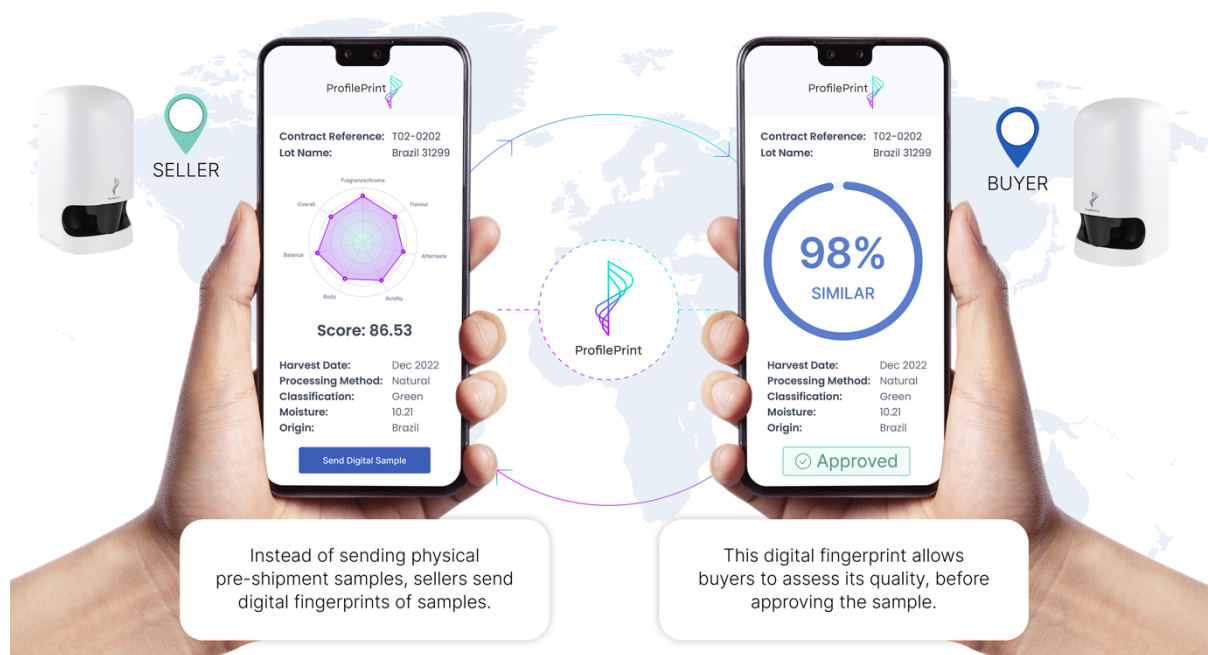 ProfilePrint
Contract Reference: T02-0202
Lot Name: Brazil 31299
Fragrance/Aroma
Overall
Flavour
Balance
Aftertaste
Body
Acidity
Score: 86.53
Harvest Date: Dec 2022
Processing Method: Natural
Classification: Green
Moisture: 10.21
Origin: Brazil
Send Digital Sample
SELLER
Instead of sending physical
pre-shipment samples, sellers send
digital fingerprints of samples.
ProfilePrint
ProfilePrint
Contract Reference: T02-0202
Lot Name: Brazil 31299
98%
SIMILAR
Harvest Date: Dec 2022
Processing Method: Natural
Classification: Green
Moisture: 10.21
Origin: Brazil
Approved
BUYER
This digital fingerprint allows
buyers to assess its quality, before
approving the sample.